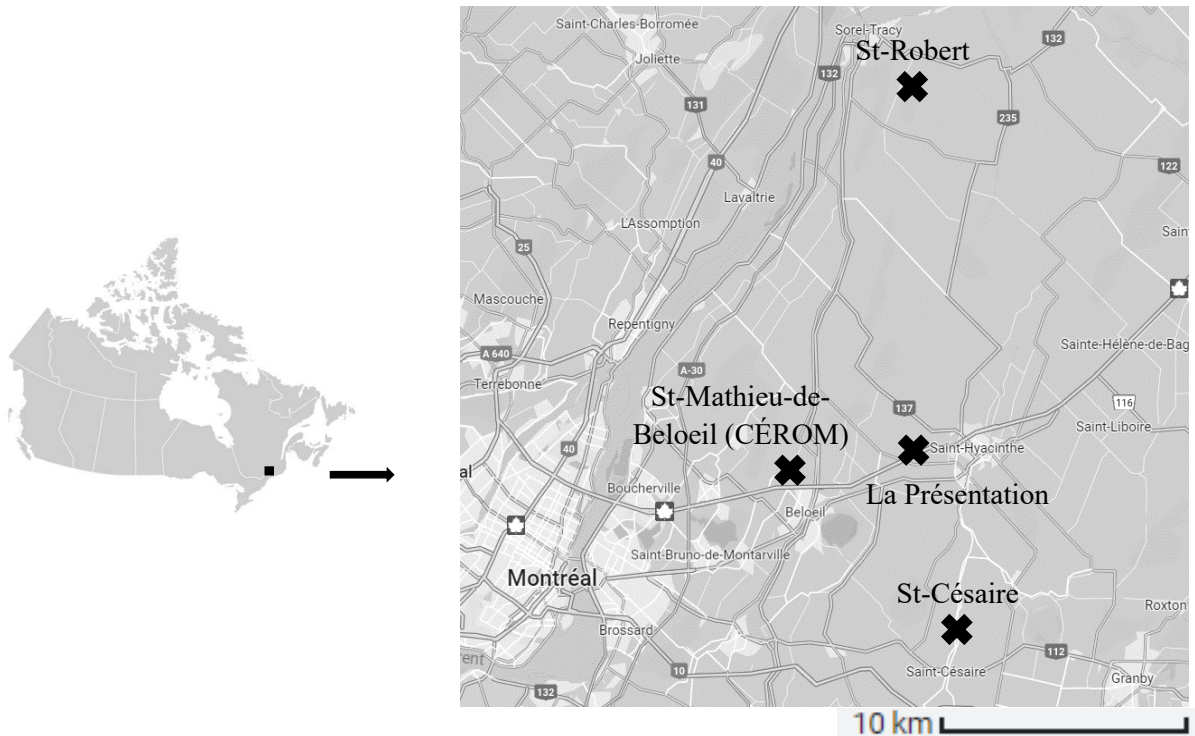 Saint-Charles-Borromée
Joliette
Sorel-Tracy
132
St-Robert
132
131
235
40
122
Lavaltrie
L'Assomption
25
Saint
Mascouche
Repentigny
A 640
Terrebonne
A-30
Sainte-Hélène-de-Bag
St-Mathieu-de-
Beloeil (CÉROM)
137
116
Saint-Liboire
40
Saint-Hyacinthe
al
Boucherville
La Présentation
Beloeil
Saint-Bruno-de-Montarville
Montréal
St-Césaire
Roxton
Brossard
112
ent
10
Saint-Césaire
Granby
132
10 km